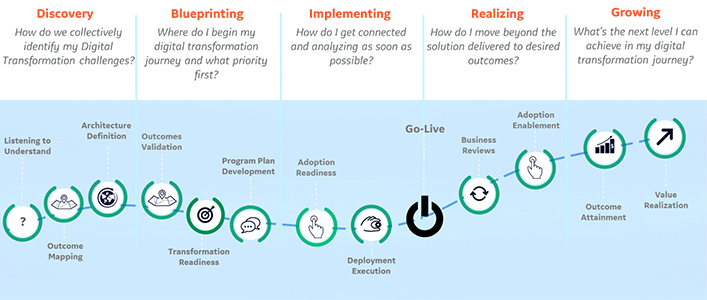 Discovery
How do we collectively
identify my Digital
Transformation challenges?
Blueprinting
Where do I begin my
digital transformation
journey and what priority
first?
Implementing
How do I get connected
and analyzing as soon as
possible?
Realizing
How do I move beyond the
solution delivered to desired
outcomes?
Growing
What's the next level I can
achieve in my digital
transformation journey?
Listening to
Understand
?
Outcome
Mapping
Architecture
Definition
Outcomes
Validation
Transformation
Readiness
Program Plan
Development
Adoption
Readiness
Deployment
Execution
Go-Live
Business
Reviews
Adoption
Enablement
Outcome
Attainment
Value
Realization